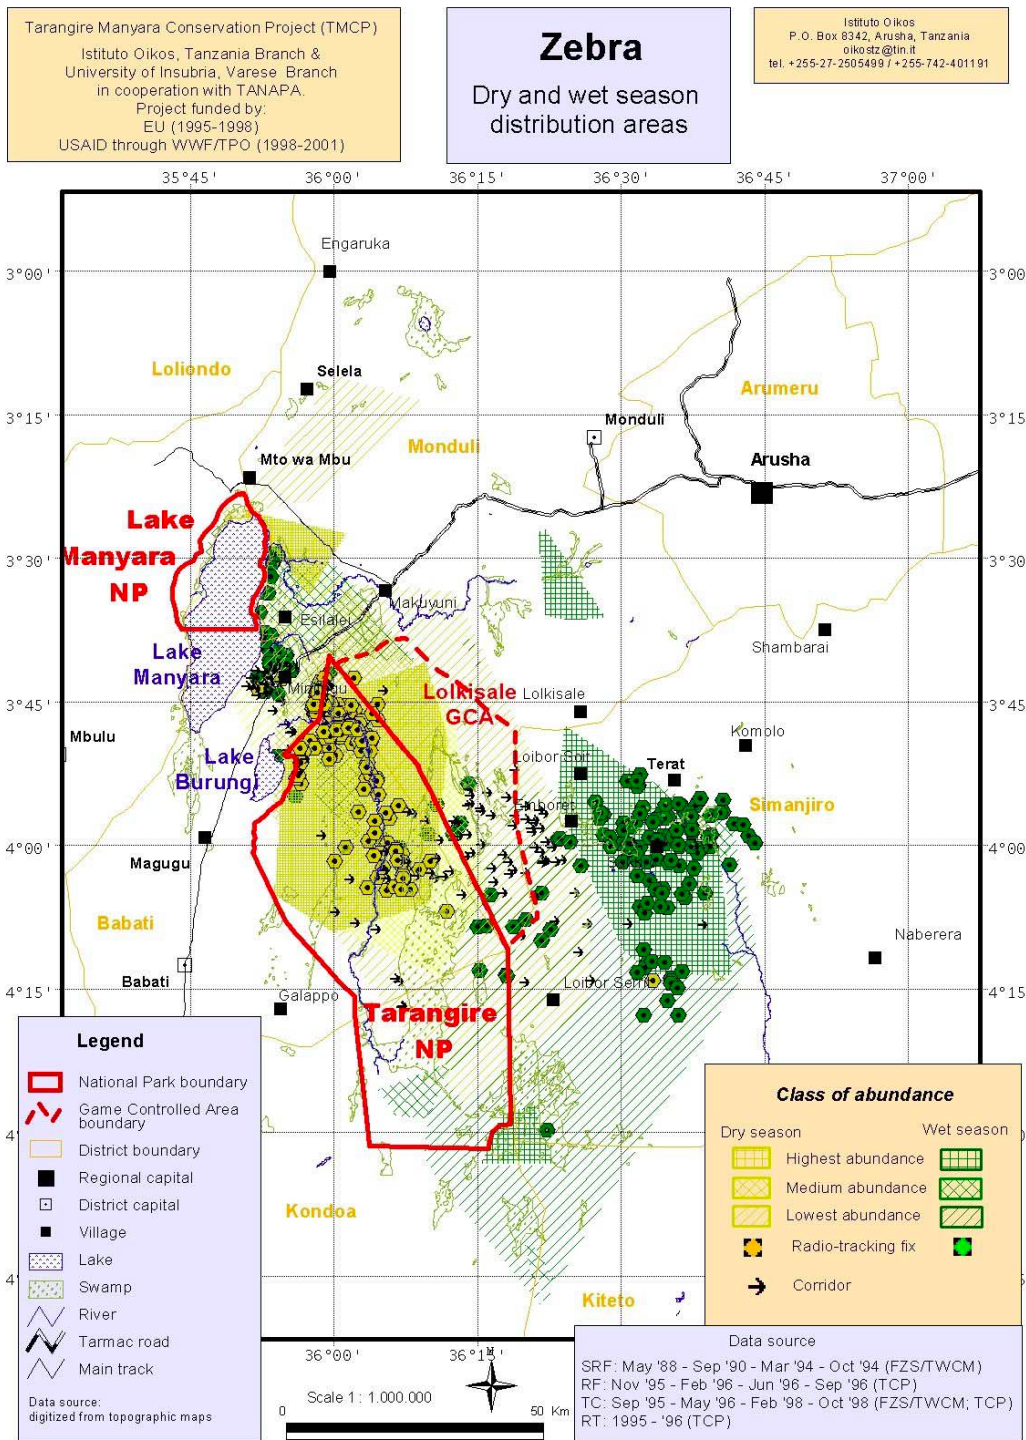 Tarangire Manyara Conservation Project (TMCP)
Istituto Oikos, Tanzania Branch &
University of Insubria, Varese Branch
in cooperation with TANAPA.
Project funded by:
EU (1995-1998)
USAID through WWF/TPO (1998-2001)
Zebra
Dry and wet season
distribution areas
Istituto Oikos
P.O. Box 8342, Arusha, Tanzania
oikostz@tin.it
tel. +255-27-2505499 / +255-742-401191
35°45' 36°00' 36°15' 36°30' 36°45' 37°00'
Engaruka
3°00' 3°00'
Loliondo
Selela
Arumeru
3°15' 3°15'
Monduli
Monduli
Mto wa Mbu
Arusha
Lake
Manyara
NP
3°30' 3°30'
Makuyuni
Esilalei
Shambarai
Lake
Manyara
Lolkisale
GCA
Lolkisale
3°45' 3°45'
Mbulu
Komolo
Lake
Burungi
Loibor Soit
Terat
Emboret
Simanjiro
Magugu
4°00' 4°00'
Babati
Naberera
Babati
4°15' 4°15'
Galappo
Loibor Serrit
Tarangire
NP
Kondoa
Kiteto
36°00' 36°15'
Legend
National Park boundary
Game Controlled Area
boundary
District boundary
Regional capital
District capital
Village
Lake
Swamp
River
Tarmac road
Main track
Data source:
digitized from topographic maps
Scale 1 : 1.000.000
0 50 Km
Class of abundance
Dry season Wet season
Highest abundance
Medium abundance
Lowest abundance
Radio-tracking fix
Corridor
Data source
SRF: May '88 - Sep '90 - Mar '94 - Oct '94 (FZS/TWCM)
RF: Nov '95 - Feb '96 - Jun '96 - Sep '96 (TCP)
TC: Sep '95 - May '96 - Feb '98 - Oct '98 (FZS/TWCM; TCP)
RT: 1995 - '96 (TCP)